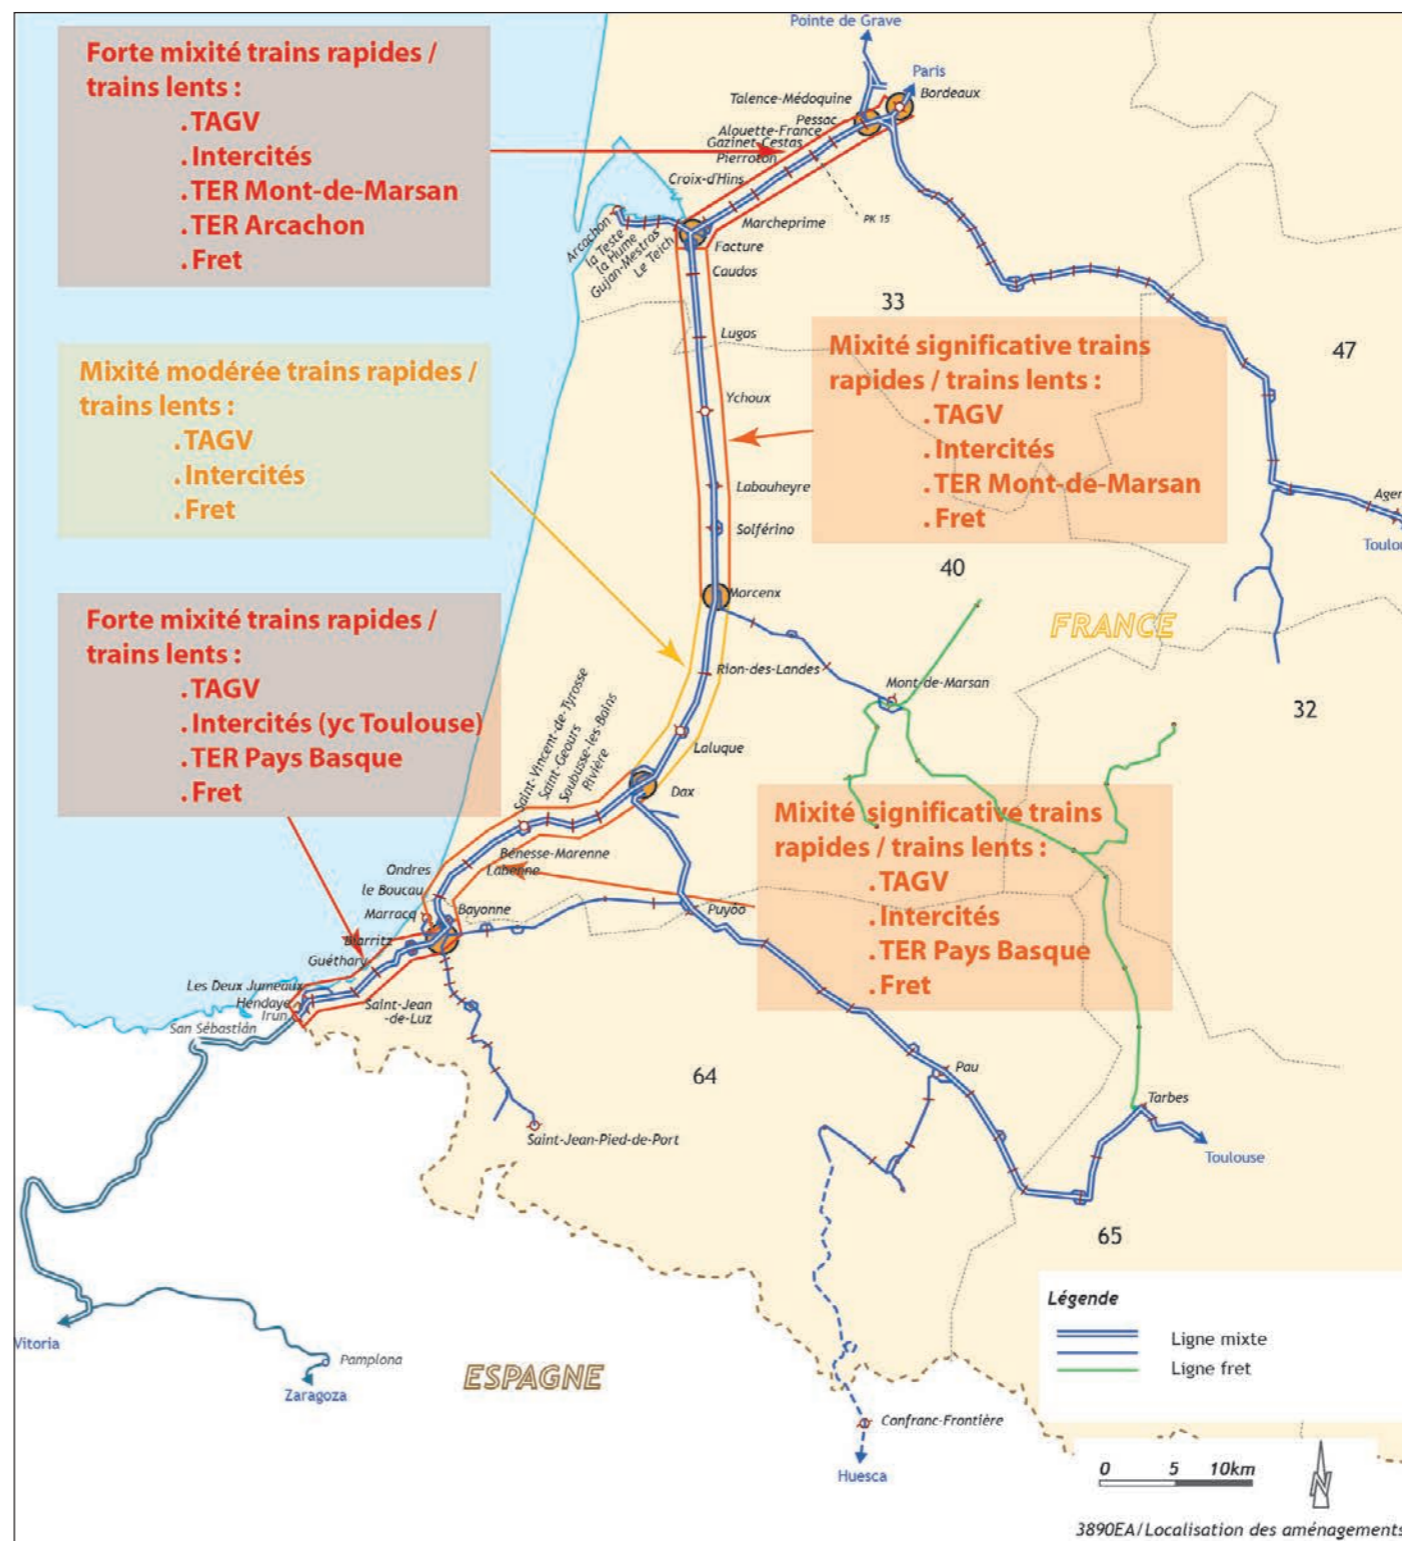 Pointe de Grave
Forte mixité trains rapides /
trains lents :
.TAGV
.Intercités
.TER Mont-de-Marsan
.TER Arcachon
.Fret
Paris
Bordeaux
Talence-Médoquine
Pessac
Alouette-France
Gazinet-Cestas
Pierroton
Croix-d'Hins
PK 15
Marcheprime
Facture
Arcachon
la Teste
la Hume
Gujan-Mestras
Le Teich
Caudos
33
Lugos
47
Mixité modérée trains rapides /
trains lents :
.TAGV
.Intercités
.Fret
Mixité significative trains
rapides / trains lents :
.TAGV
.Intercités
.TER Mont-de-Marsan
.Fret
Ychoux
Labouheyre
Solférino
Agen
Toulou
40
Morcenx
FRANCE
Forte mixité trains rapides /
trains lents :
.TAGV
.Intercités (yc Toulouse)
.TER Pays Basque
.Fret
Rion-des-Landes
Mont-de-Marsan
32
Laluque
Saint-Vincent-de-Tyrosse
Saint-Geours
Saubusse-les-Bains
Rivière
Dax
Mixité significative trains
rapides / trains lents :
.TAGV
.Intercités
.TER Pays Basque
.Fret
Bénesse-Marenne
Labenne
Ondres
le Boucau
Marracq
Bayonne
Puyôo
Biarritz
Guéthary
Les Deux Jumeaux
Hendaye
Irun
Saint-Jean
-de-Luz
San Sébastián
64
Pau
Tarbes
Saint-Jean-Pied-de-Port
Toulouse
65
Légende
Ligne mixte
Ligne fret
Vitoria
Pamplona
Zaragoza
ESPAGNE
Confranc-Frontière
Huesca
0 5 10km
N
3890EA/Localisation des aménagements